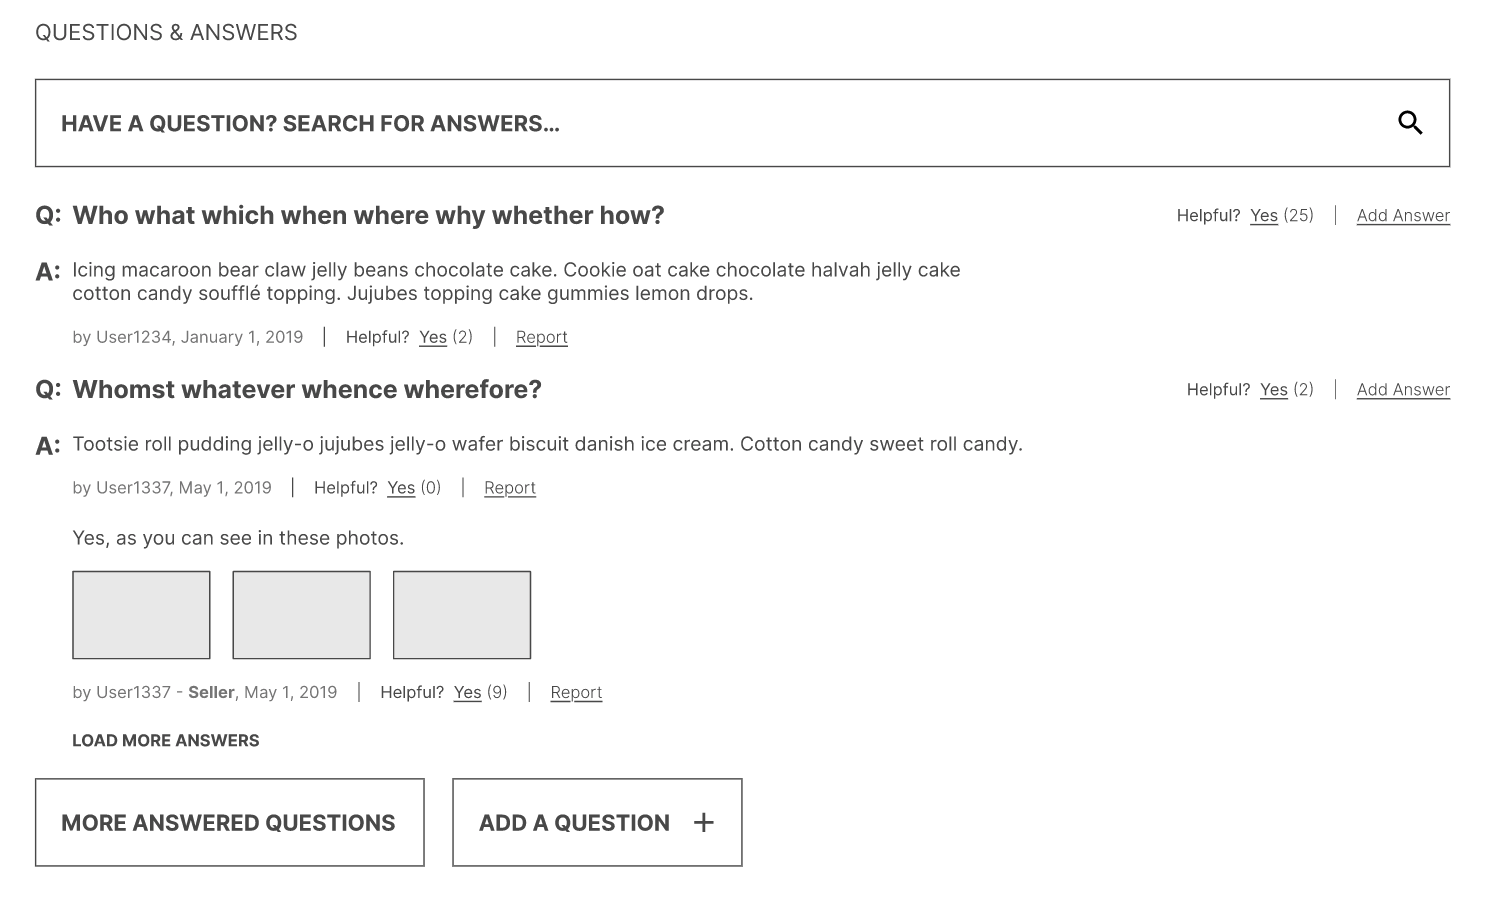 QUESTIONS & ANSWERS
HAVE A QUESTION? SEARCH FOR ANSWERS...
Q: Who what which when where why whether how? Helpful? Yes (25) | Add Answer
A: Icing macaroon bear claw jelly beans chocolate cake. Cookie oat cake chocolate halvah jelly cake
cotton candy soufflé topping. Jujubes topping cake gummies lemon drops.
by User1234, January 1, 2019 | Helpful? Yes (2) | Report
Q: Whomst whatever whence wherefore? Helpful? Yes (2) | Add Answer
A: Tootsie roll pudding jelly-o jujubes jelly-o wafer biscuit danish ice cream. Cotton candy sweet roll candy.
by User1337, May 1, 2019 | Helpful? Yes (0) | Report
Yes, as you can see in these photos.
by User1337 - Seller, May 1, 2019 | Helpful? Yes (9) | Report
LOAD MORE ANSWERS
MORE ANSWERED QUESTIONS
ADD A QUESTION +